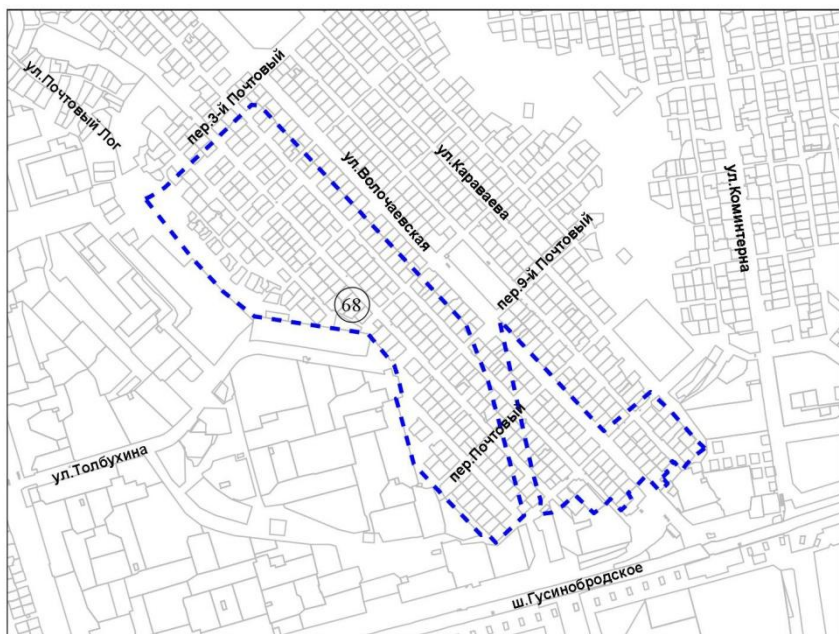 ул.Почтовый Лог
пер.3-й Почтовый
ул.Волочаевская
ул.Караваева
ул.Коминтерна
пер.9-й Почтовый
68
пер.Почтовый
ул.Толбухина
ш.Гусинобродское